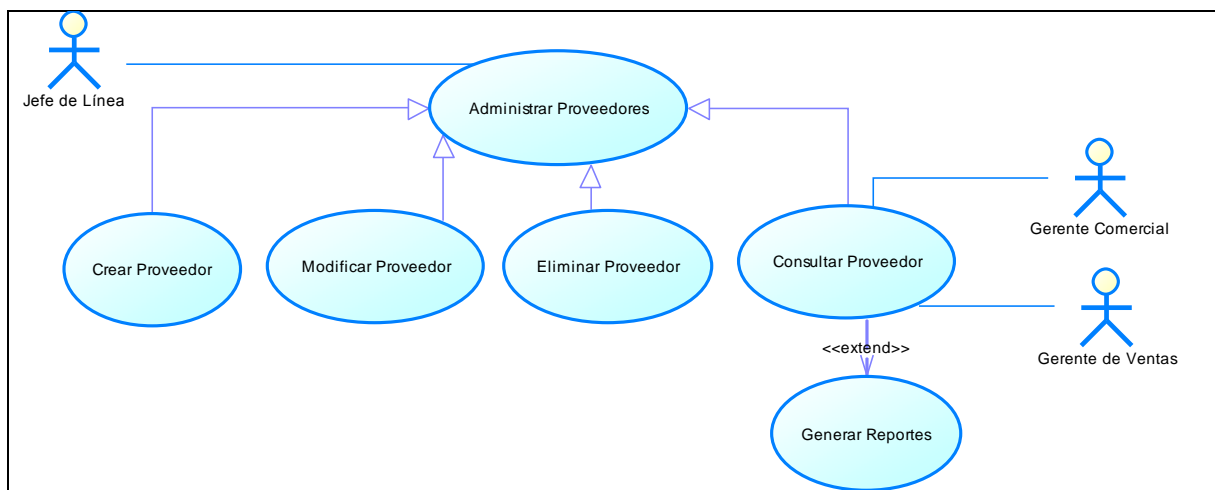 Jefe de Línea
Administrar Proveedores
Crear Proveedor
Modificar Proveedor
Eliminar Proveedor
Consultar Proveedor
Gerente Comercial
<<extend>>
Gerente de Ventas
Generar Reportes